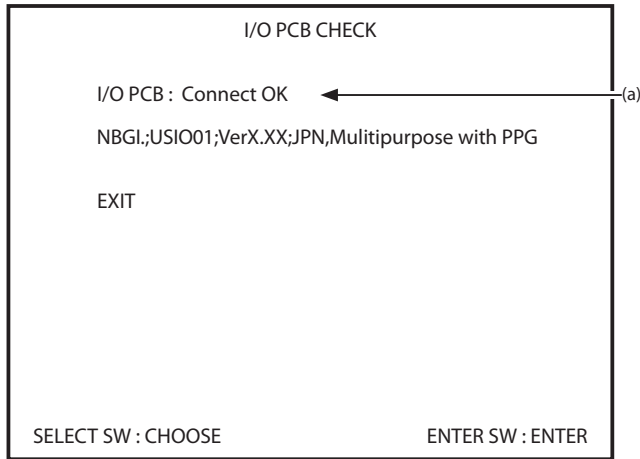 I/O PCB CHECK
I/O PCB : Connect OK
(a)
NBGI.;USIO01;VerX.XX;JPN,Mulitipurpose with PPG
EXIT
SELECT SW : CHOOSE
ENTER SW : ENTER